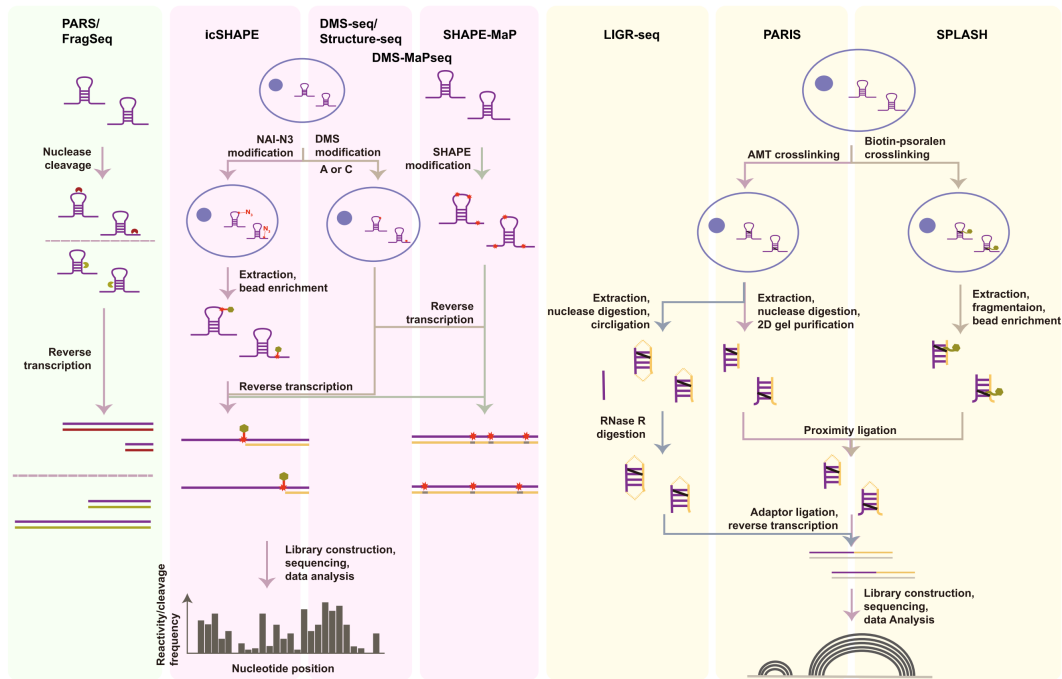 PARS/
FragSeq
icSHAPE
DMS-seq/
Structure-seq
DMS-MaPseq
SHAPE-MaP
LIGR-seq
PARIS
SPLASH
Nuclease
cleavage
NAI-N3
modification
DMS
modification
A or C
SHAPE
modification
AMT crosslinking
Biotin-psoralen
crosslinking
N₃
N₃
Extraction,
bead enrichment
Reverse
transcription
Reverse
transcription
Reverse transcription
Extraction,
nuclease digestion,
circligation
Extraction,
nuclease digestion,
2D gel purification
Extraction,
fragmentaion,
bead enrichment
RNase R
digestion
Proximity ligation
Adaptor ligation,
reverse transcription
Library construction,
sequencing,
data analysis
Library construction,
sequencing,
data Analysis
Reactivity/cleavage
frequency
Nucleotide position